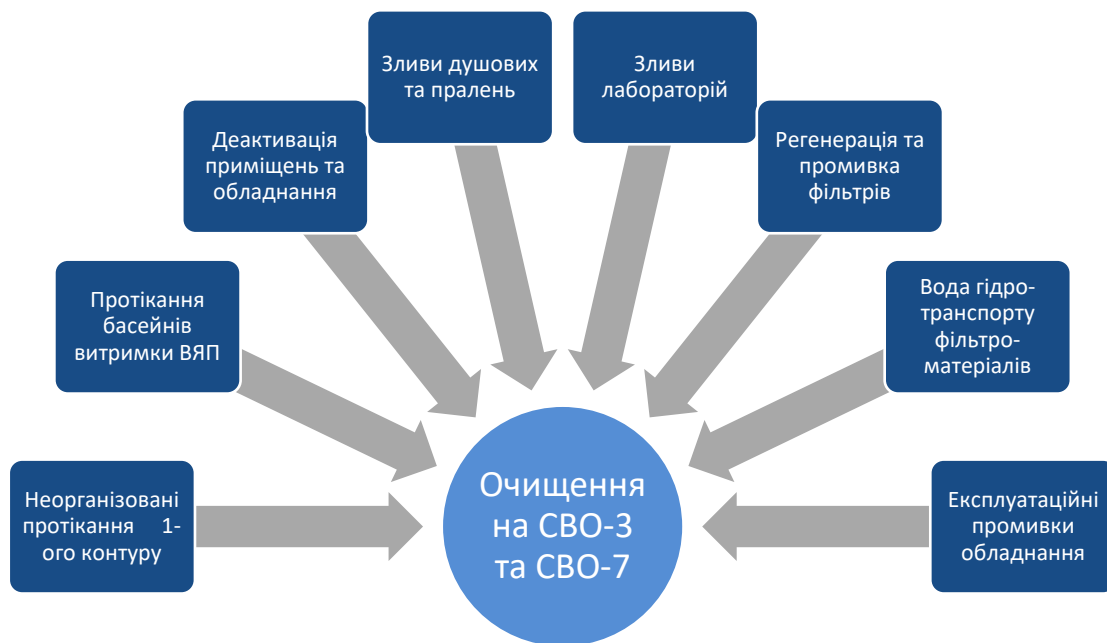 Зливи душових
та пралень
Зливи
лабораторій
Деактивація
приміщень та
обладнання
Регенерація та
промивка
фільтрів
Протікання
басейнів
витримки ВЯП
Вода гідро-
транспорту
фільтро-
матеріалів
Неорганізовані
протікання 1-
ого контуру
Очищення
на СВО-3
та СВО-7
Експлуатаційні
промивки
обладнання